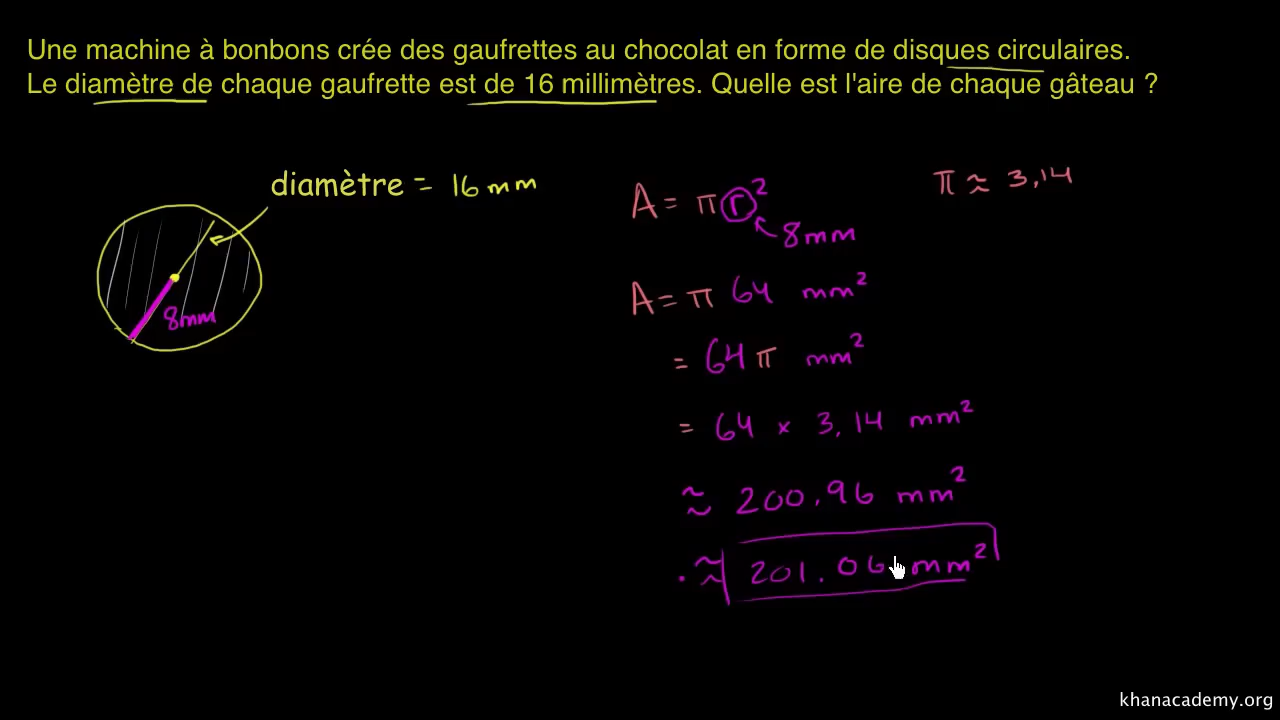 Une machine à bonbons crée des gaufrettes au chocolat en forme de disques circulaires.
Le diamètre de chaque gaufrette est de 16 millimètres. Quelle est l'aire de chaque gâteau ?
diamètre = 16 mm
8mm
A = π r²
8mm
π ≈ 3,14
A = π 64 mm²
= 64 π mm²
= 64 × 3,14 mm²
≈ 200,96 mm²
≈ 201.06 mm²
khanacademy.org